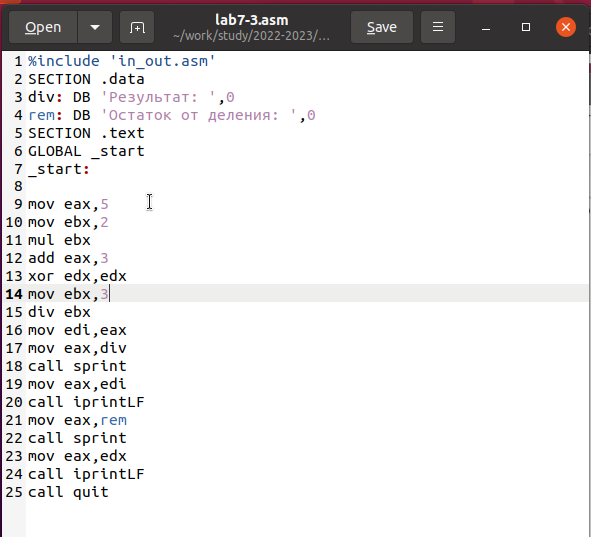 lab7-3.asm
Open
~/work/study/2022-2023/...
Save
1 %include 'in_out.asm'
2 SECTION .data
3 div: DB 'Результат: ',0
4 rem: DB 'Остаток от деления: ',0
5 SECTION .text
6 GLOBAL _start
7 _start:
8
9 mov eax,5
10 mov ebx,2
11 mul ebx
12 add eax,3
13 xor edx,edx
14 mov ebx,3
15 div ebx
16 mov edi,eax
17 mov eax,div
18 call sprint
19 mov eax,edi
20 call iprintLF
21 mov eax,rem
22 call sprint
23 mov eax,edx
24 call iprintLF
25 call quit